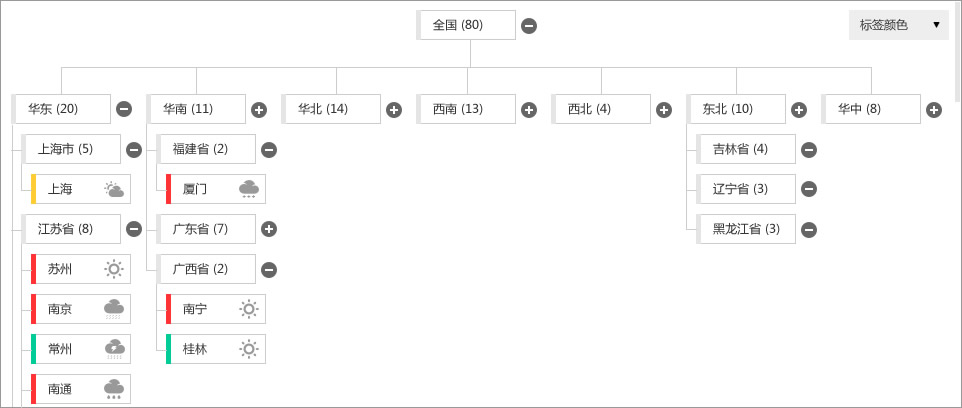 全国 (80)
标签颜色
华东 (20)
华南 (11)
华北 (14)
西南 (13)
西北 (4)
东北 (10)
华中 (8)
上海市 (5)
福建省 (2)
吉林省 (4)
上海
厦门
辽宁省 (3)
江苏省 (8)
广东省 (7)
黑龙江省 (3)
苏州
广西省 (2)
南京
南宁
常州
桂林
南通